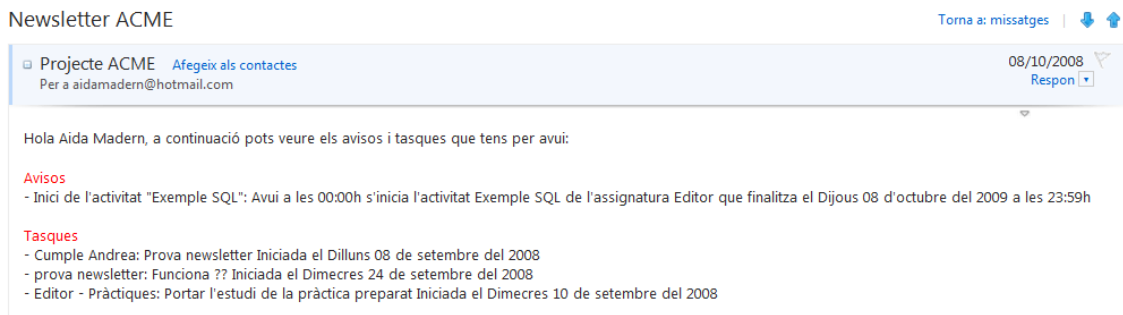 Newsletter ACME
Torna a: missatges
Projecte ACME Afegeix als contactes
08/10/2008
Per a aidamadern@hotmail.com
Respon
Hola Aida Madern, a continuació pots veure els avisos i tasques que tens per avui:
Avisos
- Inici de l'activitat "Exemple SQL": Avui a les 00:00h s'inicia l'activitat Exemple SQL de l'assignatura Editor que finalitza el Dijous 08 d'octubre del 2009 a les 23:59h
Tasques
- Cumple Andrea: Prova newsletter Iniciada el Dilluns 08 de setembre del 2008
- prova newsletter: Funciona ?? Iniciada el Dimecres 24 de setembre del 2008
- Editor - Pràctiques: Portar l'estudi de la pràctica preparat Iniciada el Dimecres 10 de setembre del 2008